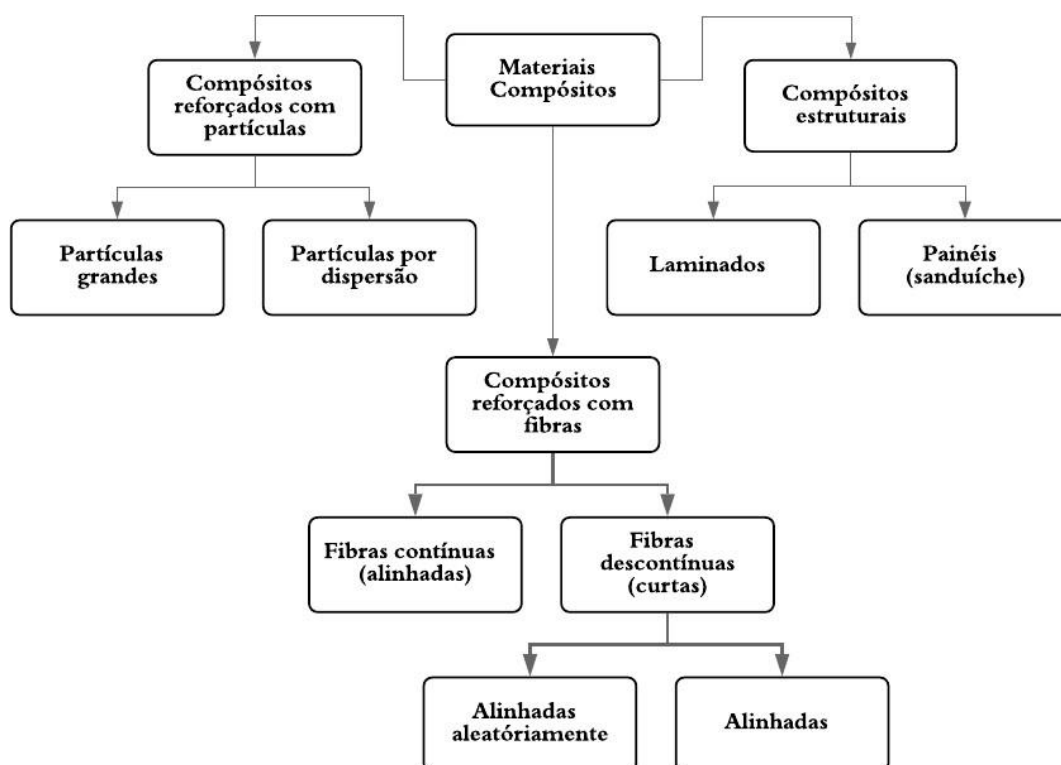 Materiais
Compósitos
Compósitos
reforçados com
partículas
Compósitos
estruturais
Partículas
grandes
Partículas por
dispersão
Laminados
Painéis
(sanduíche)
Compósitos
reforçados com
fibras
Fibras contínuas
(alinhadas)
Fibras
descontínuas
(curtas)
Alinhadas
aleatóriamente
Alinhadas